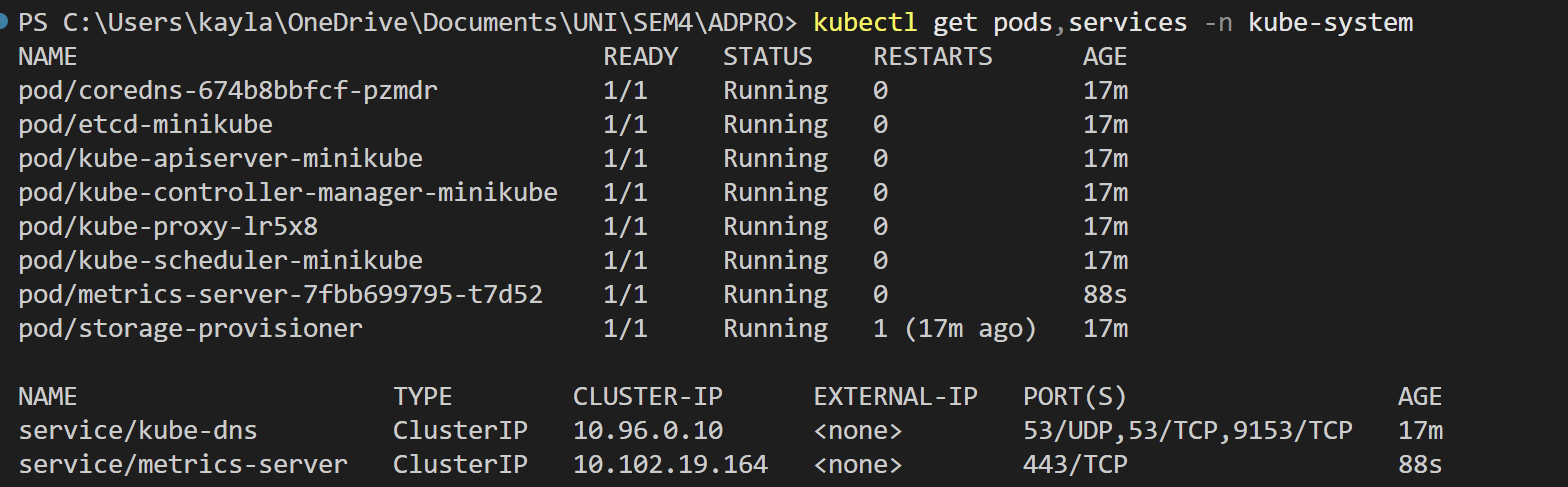 PS C:\Users\kayla\OneDrive\Documents\UNI\SEM4\ADPRO> kubectl get pods,services -n kube-system
NAME READY STATUS RESTARTS AGE
pod/coredns-674b8bbfcf-pzmdr 1/1 Running 0 17m
pod/etcd-minikube 1/1 Running 0 17m
pod/kube-apiserver-minikube 1/1 Running 0 17m
pod/kube-controller-manager-minikube 1/1 Running 0 17m
pod/kube-proxy-lr5x8 1/1 Running 0 17m
pod/kube-scheduler-minikube 1/1 Running 0 17m
pod/metrics-server-7fbb699795-t7d52 1/1 Running 0 88s
pod/storage-provisioner 1/1 Running 1 (17m ago) 17m
NAME TYPE CLUSTER-IP EXTERNAL-IP PORT(S) AGE
service/kube-dns ClusterIP 10.96.0.10 <none> 53/UDP,53/TCP,9153/TCP 17m
service/metrics-server ClusterIP 10.102.19.164 <none> 443/TCP 88s